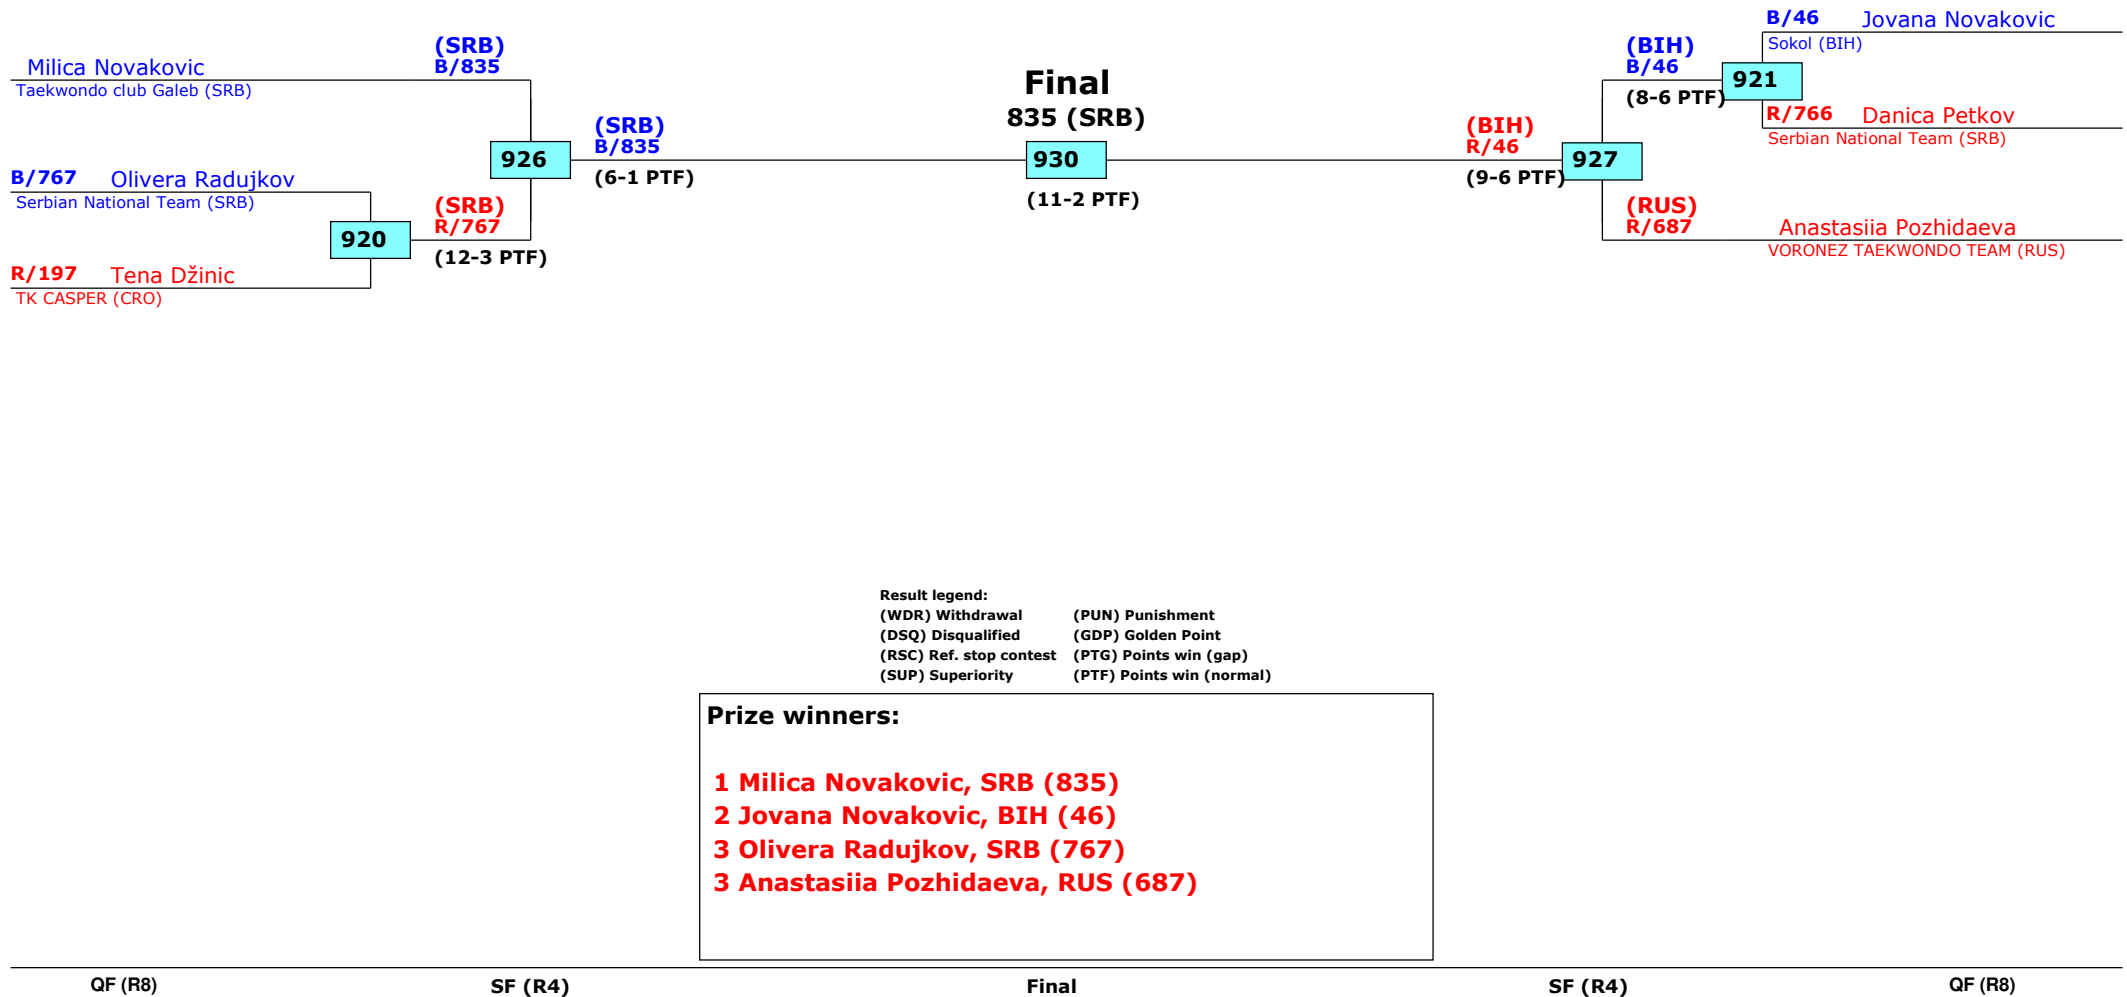 Milica Novakovic
Taekwondo club Galeb (SRB)
B/767 Olivera Radujkov
Serbian National Team (SRB)
R/197 Tena Džinic
TK CASPER (CRO)
920
(SRB)
B/835
(SRB)
R/767
(12-3 PTF)
926
(SRB)
B/835
(6-1 PTF)
Final
835 (SRB)
930
(11-2 PTF)
(BIH)
R/46
(9-6 PTF)
927
(BIH)
B/46
(8-6 PTF)
(RUS)
R/687
921
B/46 Jovana Novakovic
Sokol (BIH)
R/766 Danica Petkov
Serbian National Team (SRB)
Anastasiia Pozhidaeva
VORONEZ TAEKWONDO TEAM (RUS)
Result legend:
(WDR) Withdrawal (PUN) Punishment
(DSQ) Disqualified (GDP) Golden Point
(RSC) Ref. stop contest (PTG) Points win (gap)
(SUP) Superiority (PTF) Points win (normal)
Prize winners:
1 Milica Novakovic, SRB (835)
2 Jovana Novakovic, BIH (46)
3 Olivera Radujkov, SRB (767)
3 Anastasiia Pozhidaeva, RUS (687)
QF (R8) SF (R4) Final SF (R4) QF (R8)